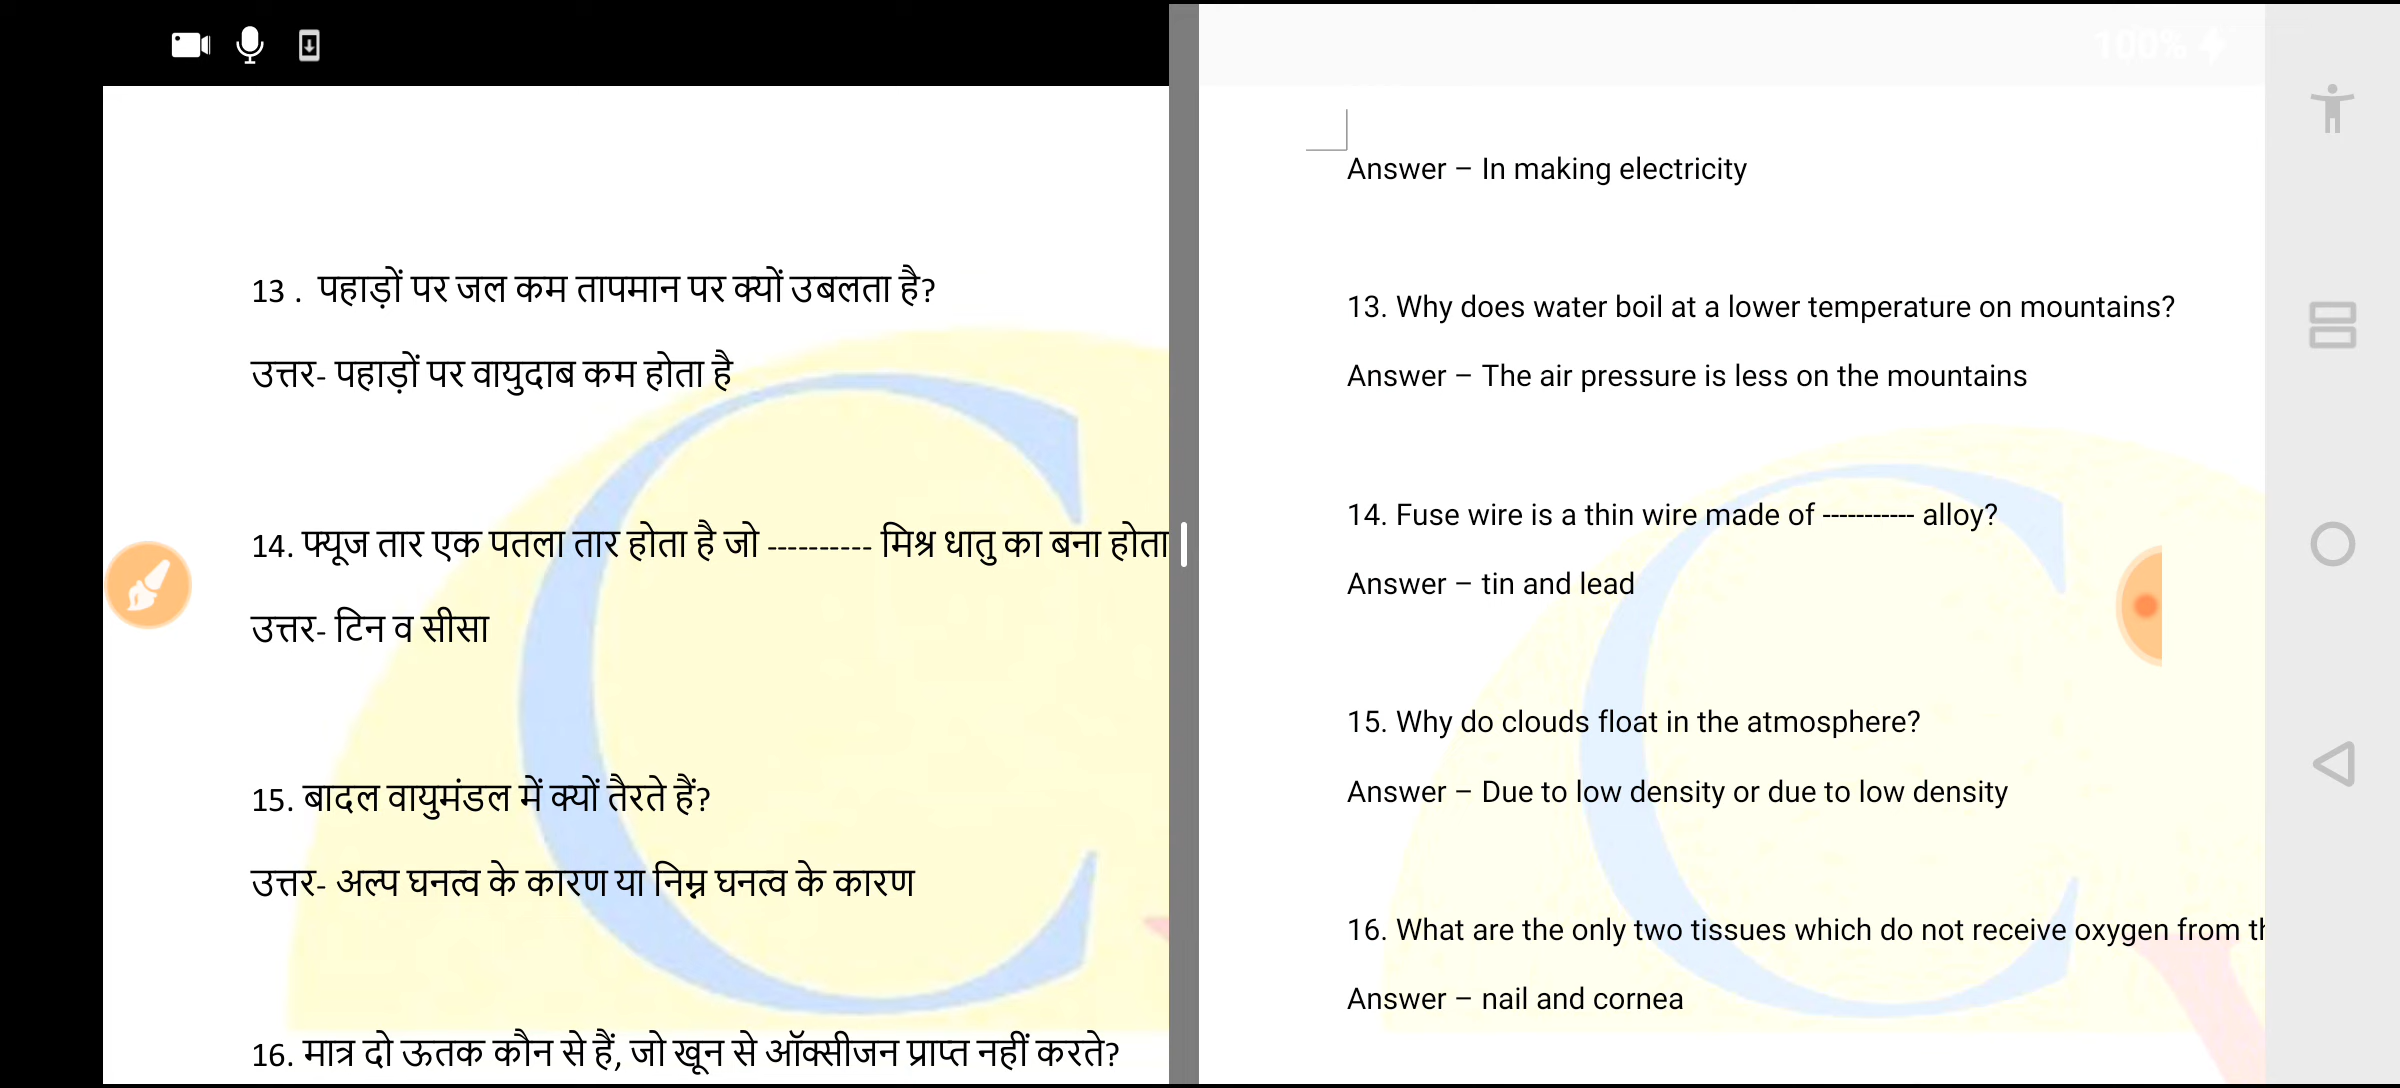 100%
13 . पहाड़ों पर जल कम तापमान पर क्यों उबलता है?
उत्तर- पहाड़ों पर वायुदाब कम होता है
14. फ्यूज तार एक पतला तार होता है जो ---------- मिश्र धातु का बना होता
उत्तर- टिन व सीसा
15. बादल वायुमंडल में क्यों तैरते हैं?
उत्तर- अल्प घनत्व के कारण या निम्न घनत्व के कारण
16. मात्र दो ऊतक कौन से हैं, जो खून से ऑक्सीजन प्राप्त नहीं करते?
Answer – In making electricity
13. Why does water boil at a lower temperature on mountains?
Answer – The air pressure is less on the mountains
14. Fuse wire is a thin wire made of ----------- alloy?
Answer – tin and lead
15. Why do clouds float in the atmosphere?
Answer – Due to low density or due to low density
16. What are the only two tissues which do not receive oxygen from
Answer – nail and cornea